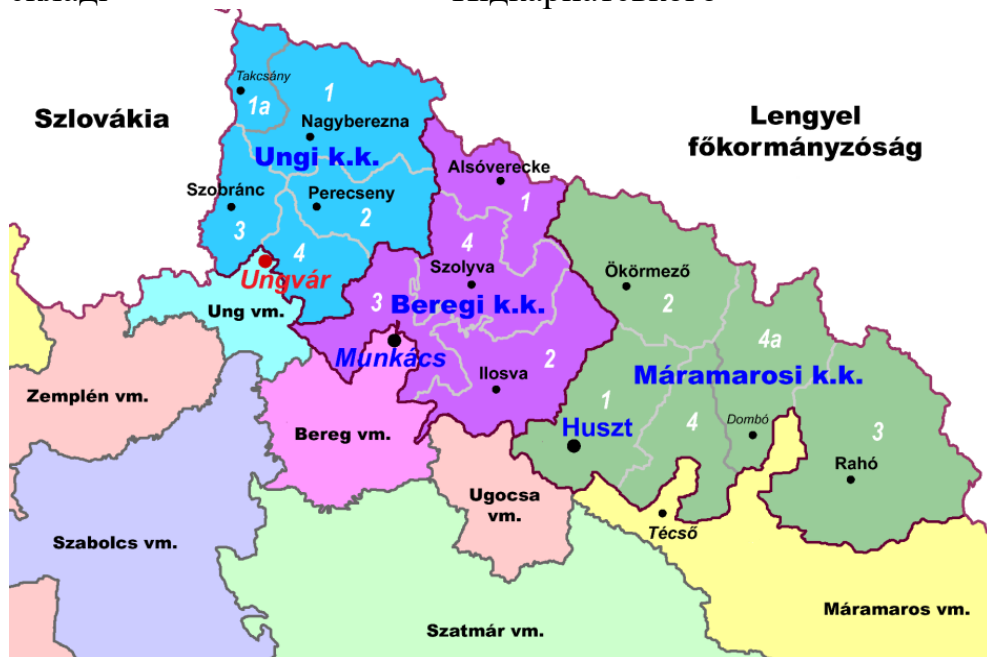 складі Підкарпатського
Takcsány
1a
1
Szlovákia
Lengyel
főkormányzóság
Nagyberezna
Ungi k.k.
Alsóverecke
Szobránc
Perecseny
1
2
3
4
4
Ungvár
Szolyva
Ökörmező
Ung vm.
3
Beregi k.k.
2
4a
Munkács
Ilosva
2
Máramarosi k.k.
Zemplén vm.
1
4
Dombó
3
Bereg vm.
Huszt
Rahó
Ugocsa
vm.
Técső
Szabolcs vm.
Szatmár vm.
Máramaros vm.